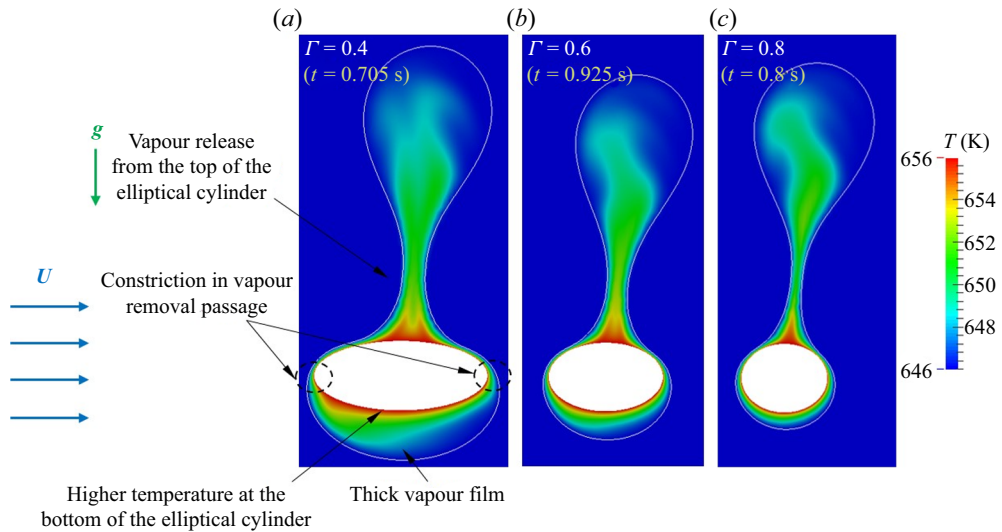 (a)
(b)
(c)
Γ = 0.4
(t = 0.705 s)
Γ = 0.6
(t = 0.925 s)
Γ = 0.8
(t = 0.8 s)
g
Vapour release
from the top of the
elliptical cylinder
U
Constriction in vapour
removal passage
T (K)
656
654
652
650
648
646
Higher temperature at the
bottom of the elliptical cylinder
Thick vapour film